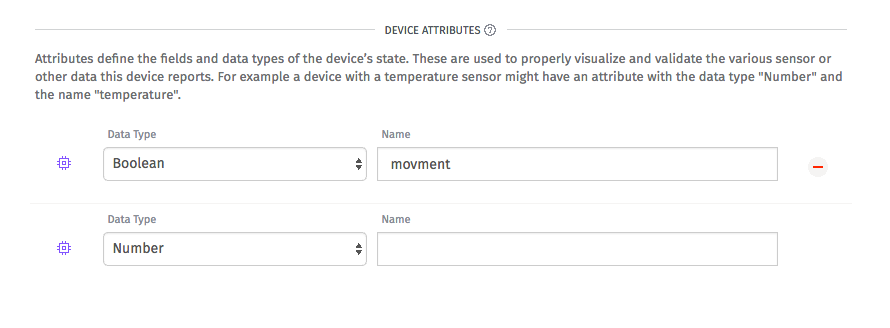 DEVICE ATTRIBUTES ?
Attributes define the fields and data types of the device's state. These are used to properly visualize and validate the various sensor or
other data this device reports. For example a device with a temperature sensor might have an attribute with the data type "Number" and
the name "temperature".
Data Type Name
Boolean movment
Data Type Name
Number